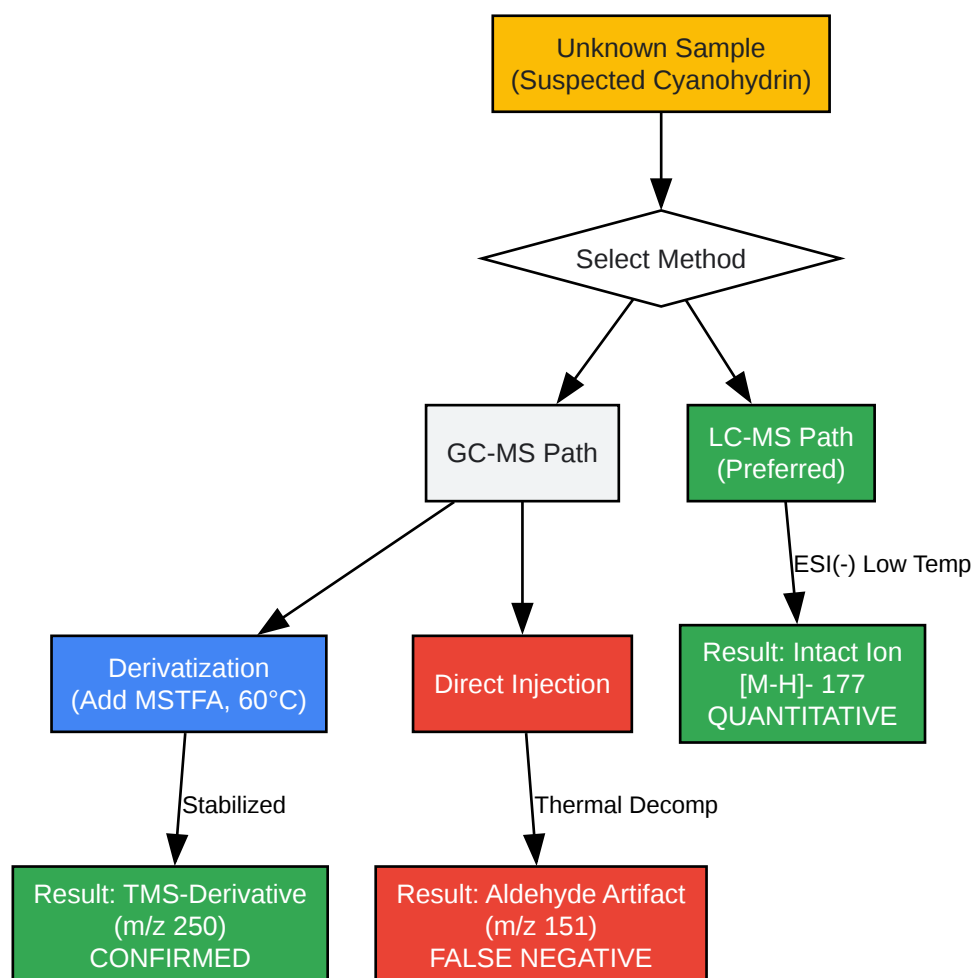 Unknown Sample
(Suspected Cyanohydrin)
Select Method
GC-MS Path
LC-MS Path
(Preferred)
ESI(-) Low Temp
Derivatization
(Add MSTFA, 60°C)
Direct Injection
Result: Intact Ion
[M-H]- 177
QUANTITATIVE
Stabilized
Thermal Decomp
Result: TMS-Derivative
(m/z 250)
CONFIRMED
Result: Aldehyde Artifact
(m/z 151)
FALSE NEGATIVE